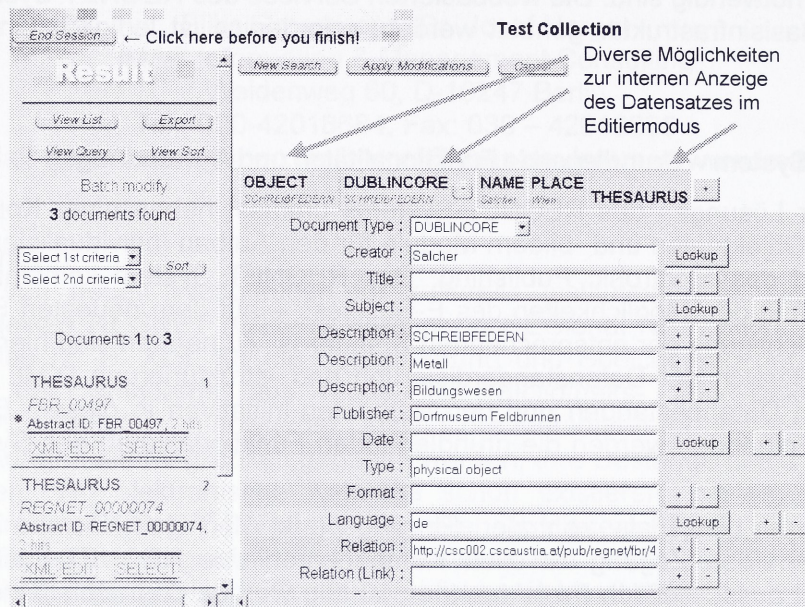 End Session ← Click here before you finish!
Test Collection
Result
New Search Apply Modifications Cancel
Diverse Möglichkeiten
zur internen Anzeige
des Datensatzes im
Editiermodus
View List Export
View Query View Sort
Batch modify
3 documents found
Select 1st criteria
Select 2nd criteria
Sort
Documents 1 to 3
THESAURUS 1
FBR_00497
* Abstract ID: FBR_00497, 2 hits
XML EDIT SELECT
THESAURUS 2
REGNET_00000074
Abstract ID: REGNET_00000074,
2 hits
XML EDIT SELECT
OBJECT DUBLINCORE - NAME PLACE THESAURUS +
SCHREIBFEDERN SCHREIBFEDERN Salcher Wien
Document Type : DUBLINCORE
Creator : Salcher Lookup
Title : + -
Subject : Lookup + -
Description : SCHREIBFEDERN + -
Description : Metall + -
Description : Bildungswesen + -
Publisher : Dorfmuseum Feldbrunnen
Date : Lookup + -
Type : physical object
Format : + -
Language : de Lookup + -
Relation : http://csc002.cscaustria.at/pub/regnet/fbr/4 + -
Relation (Link) : + -